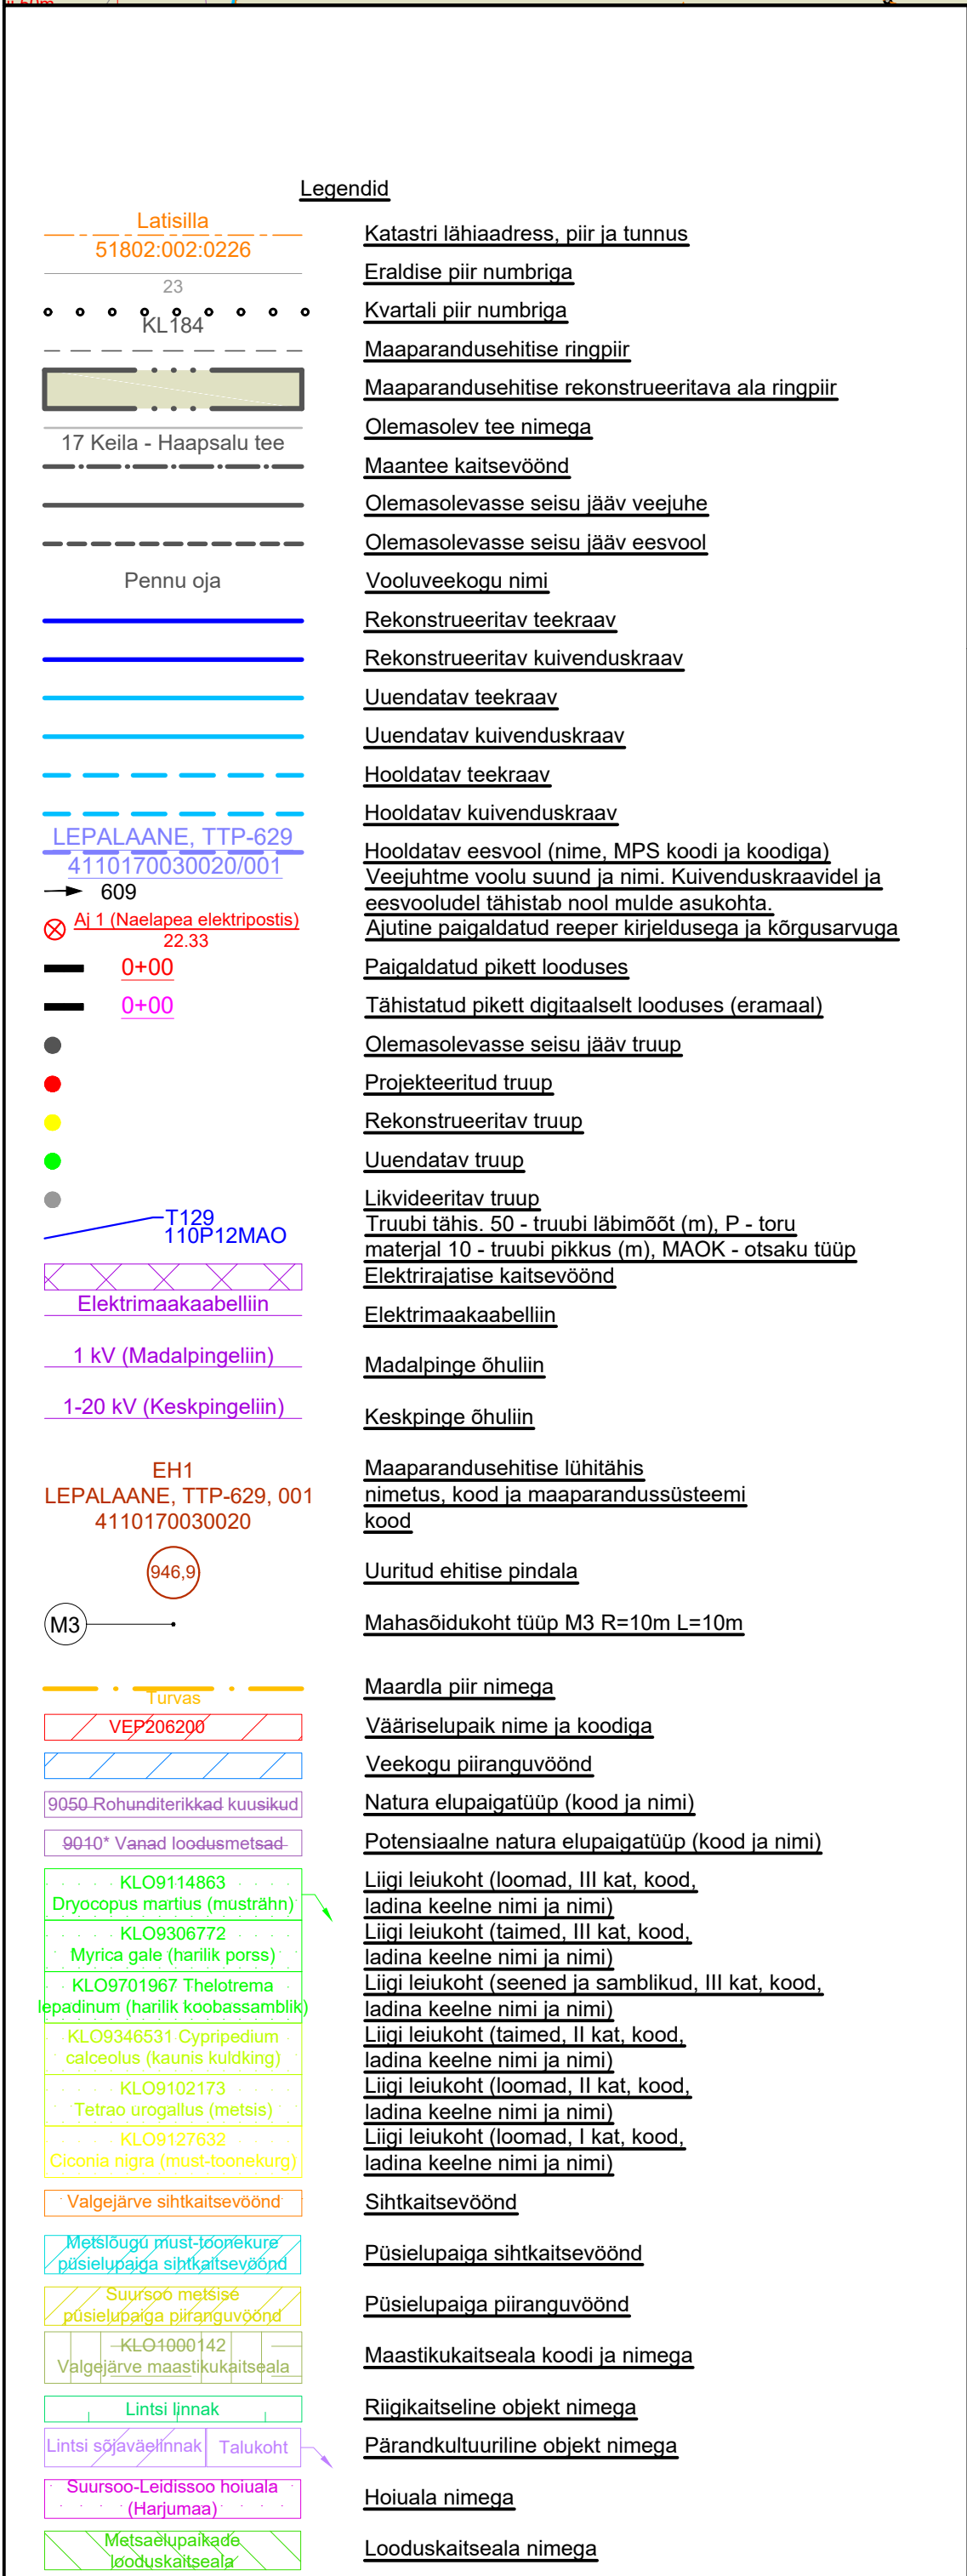 Legendid
Latisilla
51802:002:0226
Katastri lähiaadress, piir ja tunnus
Eraldise piir numbriga
23
Kvartali piir numbriga
KL184
Maaparandusehitise ringpiir
Maaparandusehitise rekonstrueeritava ala ringpiir
Olemasolev tee nimega
17 Keila - Haapsalu tee
Maantee kaitsevöönd
Olemasolevasse seisu jääv veejuhe
Olemasolevasse seisu jääv eesvool
Pennu oja
Vooluveekogu nimi
Rekonstrueeritav teekraav
Rekonstrueeritav kuivenduskraav
Uuendatav teekraav
Uuendatav kuivenduskraav
Hooldatav teekraav
Hooldatav kuivenduskraav
LEPALAANE, TTP-629
4110170030020/001
Hooldatav eesvool (nime, MPS koodi ja koodiga)
609
Veejuhtme voolu suund ja nimi. Kuivenduskraavidel ja
eesvooludel tähistab nool mulde asukohta.
Aj 1 (Naelapea elektripostis)
22.33
Ajutine paigaldatud reeper kirjeldusega ja kõrgusarvuga
0+00
Paigaldatud pikett looduses
0+00
Tähistatud pikett digitaalselt looduses (eramaal)
Olemasolevasse seisu jääv truup
Projekteeritud truup
Rekonstrueeritav truup
Uuendatav truup
Likvideeritav truup
T129
110P12MAO
Truubi tähis. 50 - truubi läbimõõt (m), P - toru
materjal 10 - truubi pikkus (m), MAOK - otsaku tüüp
Elektrirajatise kaitsevöönd
Elektrimaakaabelliin
Elektrimaakaabelliin
1 kV (Madalpingeliin)
Madalpinge õhuliin
1-20 kV (Keskpingeliin)
Keskpinge õhuliin
EH1
LEPALAANE, TTP-629, 001
4110170030020
Maaparandusehitise lühitähis
nimetus, kood ja maaparandussüsteemi
kood
946,9
Uuritud ehitise pindala
M3
Mahasõidukoht tüüp M3 R=10m L=10m
Maardla piir nimega
Turvas
VEP206200
Vääriselupaik nime ja koodiga
Veekogu piiranguvöönd
9050 Rohunditerikkad kuusikud
Natura elupaigatüüp (kood ja nimi)
9010* Vanad loodusmetsad
Potensiaalne natura elupaigatüüp (kood ja nimi)
KLO9114863
Dryocopus martius (musträhn)
Liigi leiukoht (loomad, III kat, kood,
ladina keelne nimi ja nimi)
KLO9306772
Myrica gale (harilik porss)
Liigi leiukoht (taimed, III kat, kood,
ladina keelne nimi ja nimi)
KLO9701967 Thelotrema
lepadinum (harilik koobassamblik)
Liigi leiukoht (seened ja samblikud, III kat, kood,
ladina keelne nimi ja nimi)
KLO9346531 Cypripedium
calceolus (kaunis kuldking)
Liigi leiukoht (taimed, II kat, kood,
ladina keelne nimi ja nimi)
KLO9102173
Tetrao urogallus (metsis)
Liigi leiukoht (loomad, II kat, kood,
ladina keelne nimi ja nimi)
KLO9127632
Ciconia nigra (must-toonekurg)
Liigi leiukoht (loomad, I kat, kood,
ladina keelne nimi ja nimi)
Valgejärve sihtkaitsevöönd
Sihtkaitsevöönd
Metslõugu must-toonekure
püsielupaiga sihtkaitsevöönd
Püsielupaiga sihtkaitsevöönd
Suursoo metsise
püsielupaiga piiranguvöönd
Püsielupaiga piiranguvöönd
KLO1000142
Valgejärve maastikukaitseala
Maastikukaitseala koodi ja nimega
Lintsi linnak
Riigikaitseline objekt nimega
Lintsi sõjaväelinnak
Talukoht
Pärandkultuuriline objekt nimega
Suursoo-Leidissoo hoiuala
(Harjumaa)
Hoiuala nimega
Metsaelupaikade
looduskaitseala
Looduskaitseala nimega